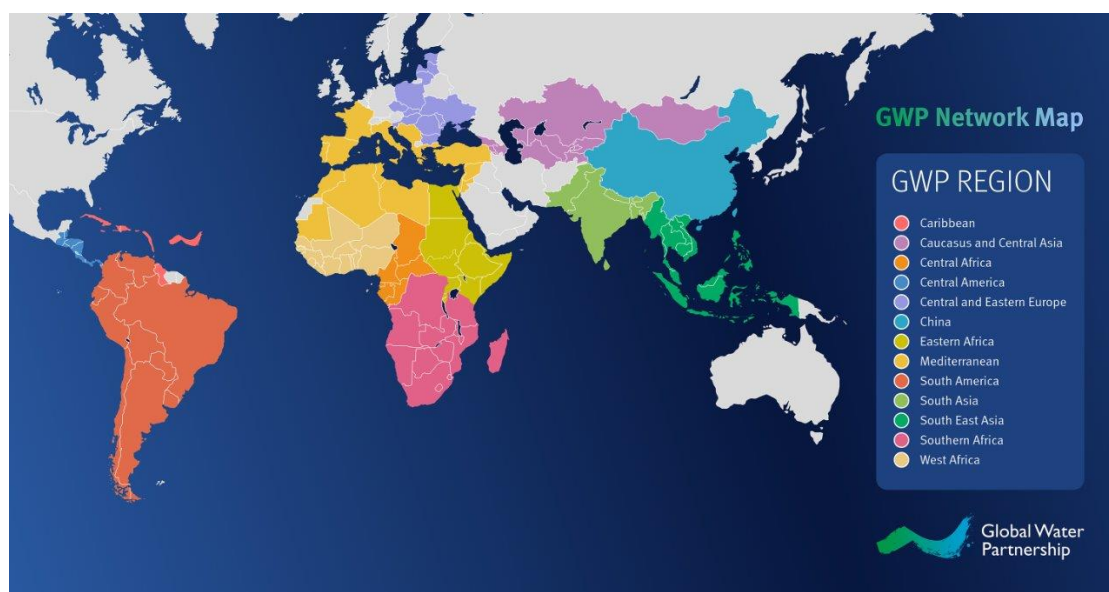 GWP Network Map
GWP REGION
Caribbean
Caucasus and Central Asia
Central Africa
Central America
Central and Eastern Europe
China
Eastern Africa
Mediterranean
South America
South Asia
South East Asia
Southern Africa
West Africa
Global Water
Partnership